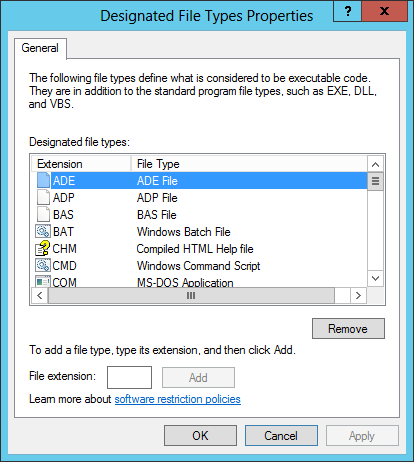 Designated File Types Properties
?
x
General
The following file types define what is considered to be executable code.
They are in addition to the standard program file types, such as EXE, DLL,
and VBS.
Designated file types:
Extension File Type
ADE ADE File
ADP ADP File
BAS BAS File
BAT Windows Batch File
CHM Compiled HTML Help file
CMD Windows Command Script
COM MS-DOS Application
Remove
To add a file type, type its extension, and then click Add.
File extension: Add
Learn more about software restriction policies
OK Cancel Apply